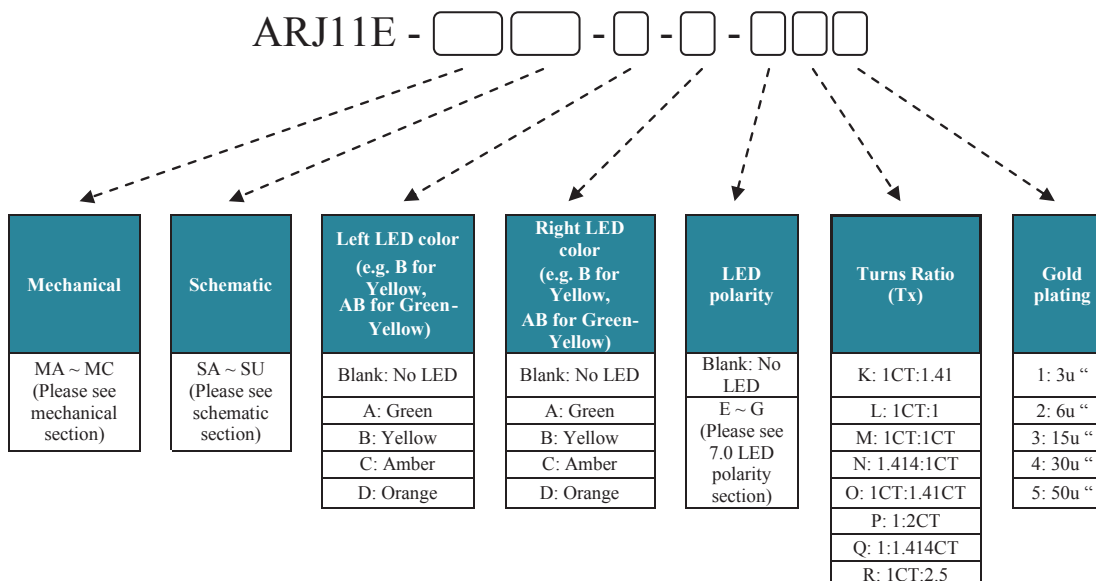 ARJ11E - - - -
Mechanical
MA ~ MC
(Please see
mechanical
section)
Schematic
SA ~ SU
(Please see
schematic
section)
Left LED color
(e.g. B for
Yellow,
AB for Green-
Yellow)
Blank: No LED
A: Green
B: Yellow
C: Amber
D: Orange
Right LED
color
(e.g. B for
Yellow,
AB for Green-
Yellow)
Blank: No LED
A: Green
B: Yellow
C: Amber
D: Orange
LED
polarity
Blank: No
LED
E ~ G
(Please see
7.0 LED
polarity
section)
Turns Ratio
(Tx)
K: 1CT:1.41
L: 1CT:1
M: 1CT:1CT
N: 1.414:1CT
O: 1CT:1.41CT
P: 1:2CT
Q: 1:1.414CT
R: 1CT:2.5
Gold
plating
1: 3u “
2: 6u “
3: 15u “
4: 30u “
5: 50u “